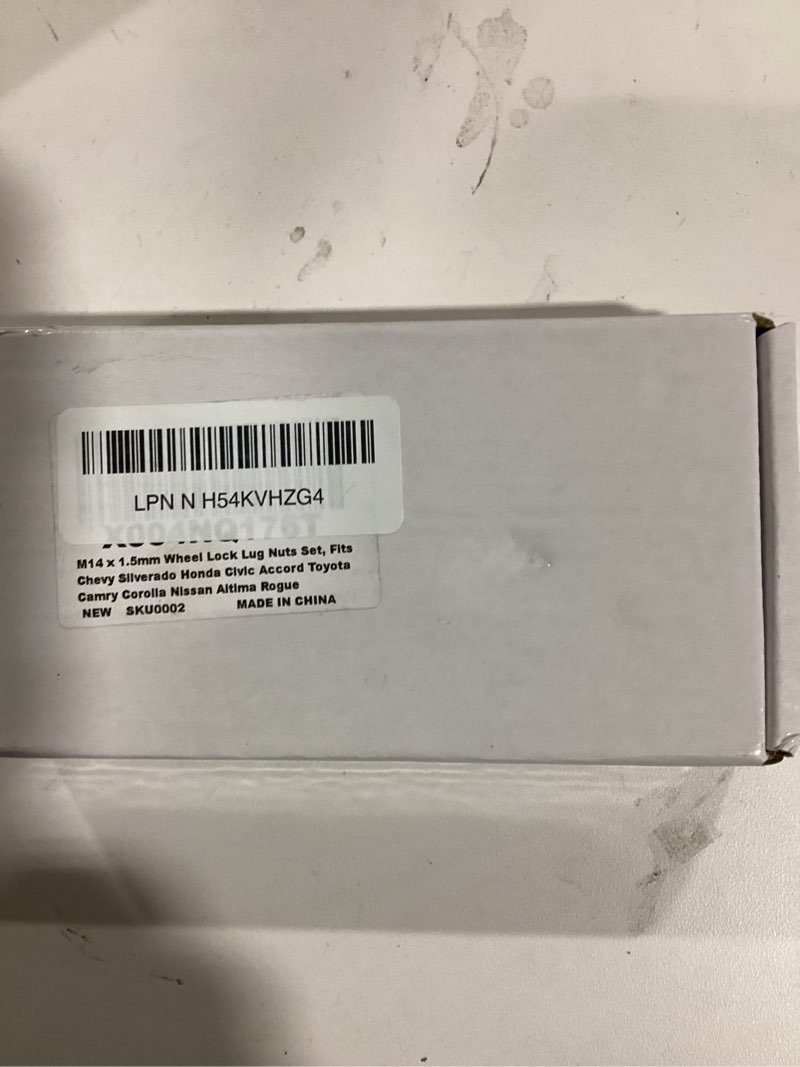 LPN N H54KVHZG4
M14 x 1.5mm Wheel Lock Lug Nuts Set, Fits
Chevy Silverado Honda Civic Accord Toyota
Camry Corolla Nissan Altima Rogue
NEW SKU0002 MADE IN CHINA